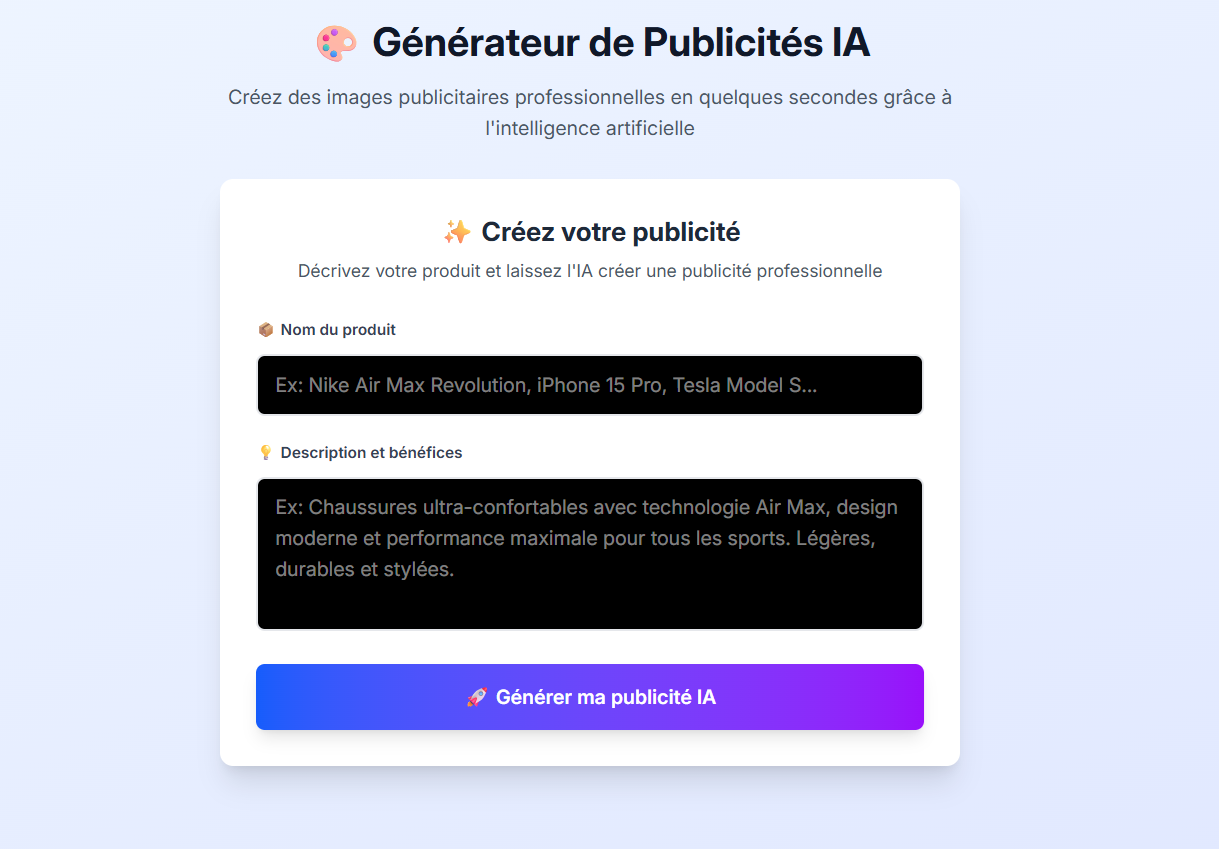 🎨 Générateur de Publicités IA
Créez des images publicitaires professionnelles en quelques secondes grâce à
l'intelligence artificielle
✨ Créez votre publicité
Décrivez votre produit et laissez l'IA créer une publicité professionnelle
📦 Nom du produit
Ex: Nike Air Max Revolution, iPhone 15 Pro, Tesla Model S...
💡 Description et bénéfices
Ex: Chaussures ultra-confortables avec technologie Air Max, design
moderne et performance maximale pour tous les sports. Légères,
durables et stylées.
🚀 Générer ma publicité IA